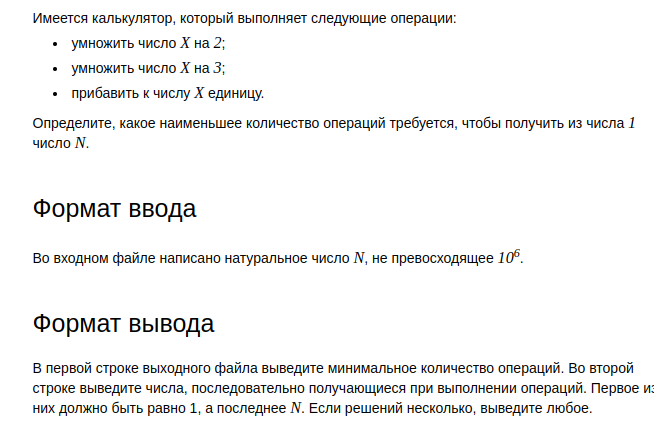 Имеется калькулятор, который выполняет следующие операции:
• умножить число X на 2;
• умножить число X на 3;
• прибавить к числу X единицу.
Определите, какое наименьшее количество операций требуется, чтобы получить из числа 1
число N.
Формат ввода
Во входном файле написано натуральное число N, не превосходящее 10⁶.
Формат вывода
В первой строке выходного файла выведите минимальное количество операций. Во второй
строке выведите числа, последовательно получающиеся при выполнении операций. Первое из
них должно быть равно 1, а последнее N. Если решений несколько, выведите любое.